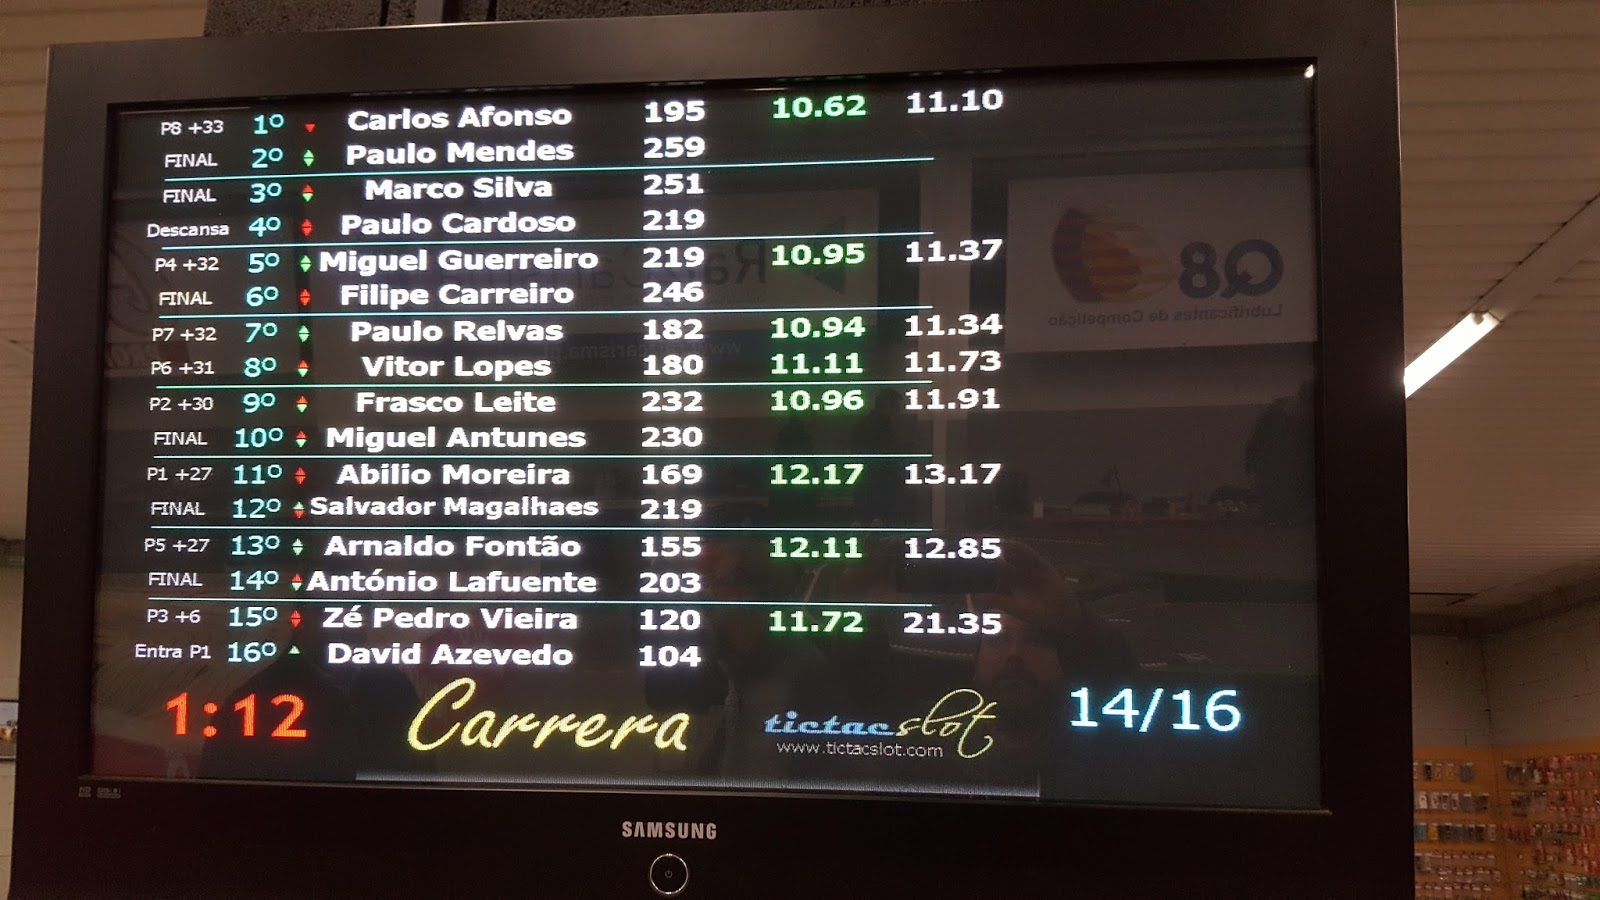 P8 +33 1º Carlos Afonso 195 10.62 11.10
FINAL 2º Paulo Mendes 259
FINAL 3º Marco Silva 251
Descansa 4º Paulo Cardoso 219
P4 +32 5º Miguel Guerreiro 219 10.95 11.37
FINAL 6º Filipe Carreiro 246
P7 +32 7º Paulo Relvas 182 10.94 11.34
P6 +31 8º Vitor Lopes 180 11.11 11.73
P2 +30 9º Frasco Leite 232 10.96 11.91
FINAL 10º Miguel Antunes 230
P1 +27 11º Abilio Moreira 169 12.17 13.17
FINAL 12º Salvador Magalhaes 219
P5 +27 13º Arnaldo Fontão 155 12.11 12.85
FINAL 14º António Lafuente 203
P3 +6 15º Zé Pedro Vieira 120 11.72 21.35
Entra P1 16º David Azevedo 104
1:12 Carrera tictacslot 14/16
www.tictacslot.com
SAMSUNG
Q8
Lubrificantes de Competição